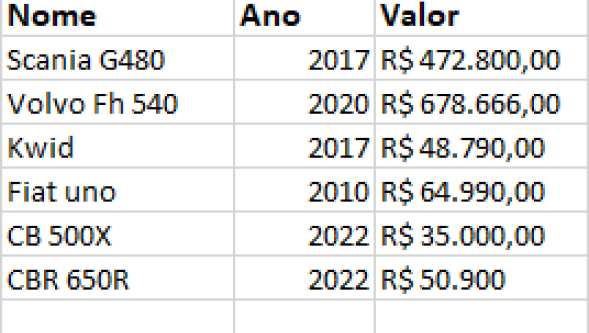 Nome Ano Valor
Scania G480 2017 R$ 472.800,00
Volvo Fh 540 2020 R$ 678.666,00
Kwid 2017 R$ 48.790,00
Fiat uno 2010 R$ 64.990,00
CB 500X 2022 R$ 35.000,00
CBR 650R 2022 R$ 50.900